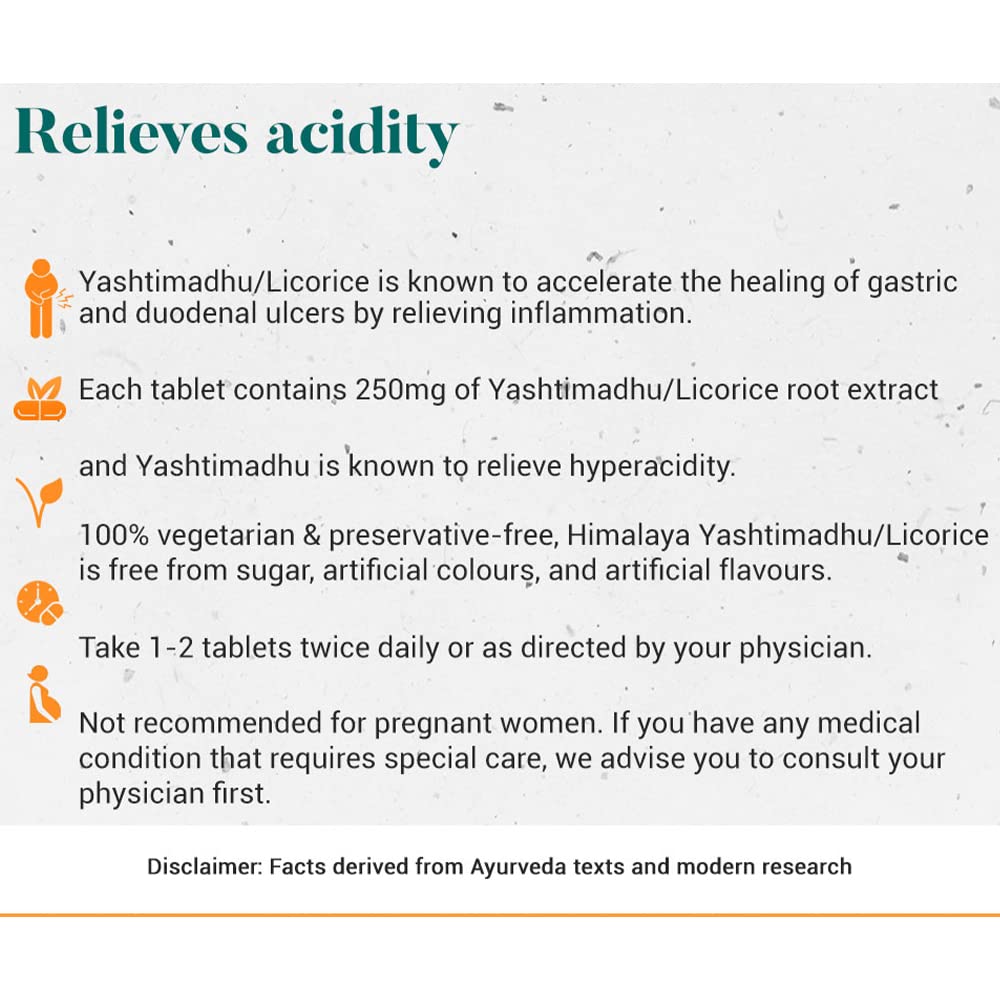 Relieves acidity
Yashtimadhu/Licorice is known to accelerate the healing of gastric
and duodenal ulcers by relieving inflammation.
Each tablet contains 250mg of Yashtimadhu/Licorice root extract
and Yashtimadhu is known to relieve hyperacidity.
100% vegetarian & preservative-free, Himalaya Yashtimadhu/Licorice
is free from sugar, artificial colours, and artificial flavours.
Take 1-2 tablets twice daily or as directed by your physician.
Not recommended for pregnant women. If you have any medical
condition that requires special care, we advise you to consult your
physician first.
Disclaimer: Facts derived from Ayurveda texts and modern research